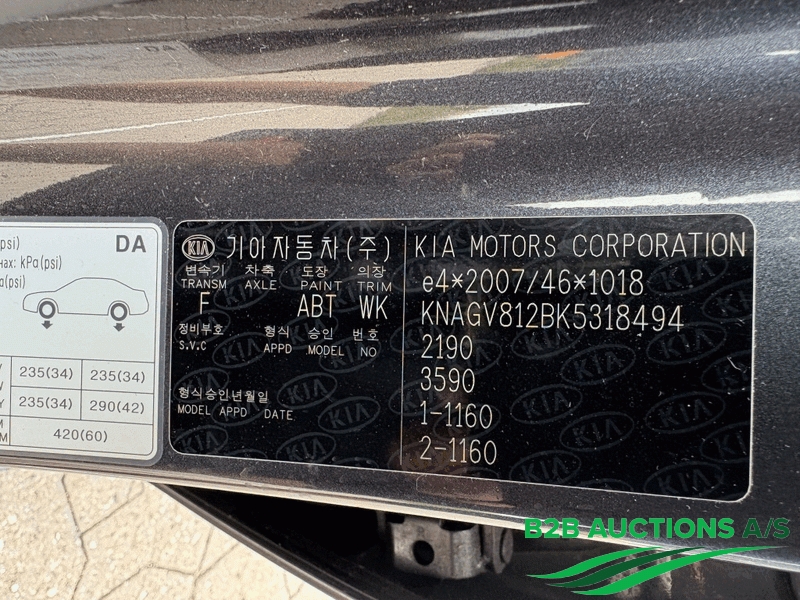 DA
psi)
мах: kPa(psi)
a(psi)
DA
235(34) 235(34)
235(34) 290(42)
420(60)
KIA 기아자동차(주)
변속기 차축 도장 의장
TRANSM AXLE PAINT TRIM
F ABT WK
정비부호 형식 승인 번호
S.V.C APPD MODEL NO
형식승인년월일
MODEL APPD DATE
KIA MOTORS CORPORATION
e4*2007/46*1018
KNAGV812BK5318494
2190
3590
1-1160
2-1160
B2B AUCTIONS A/S